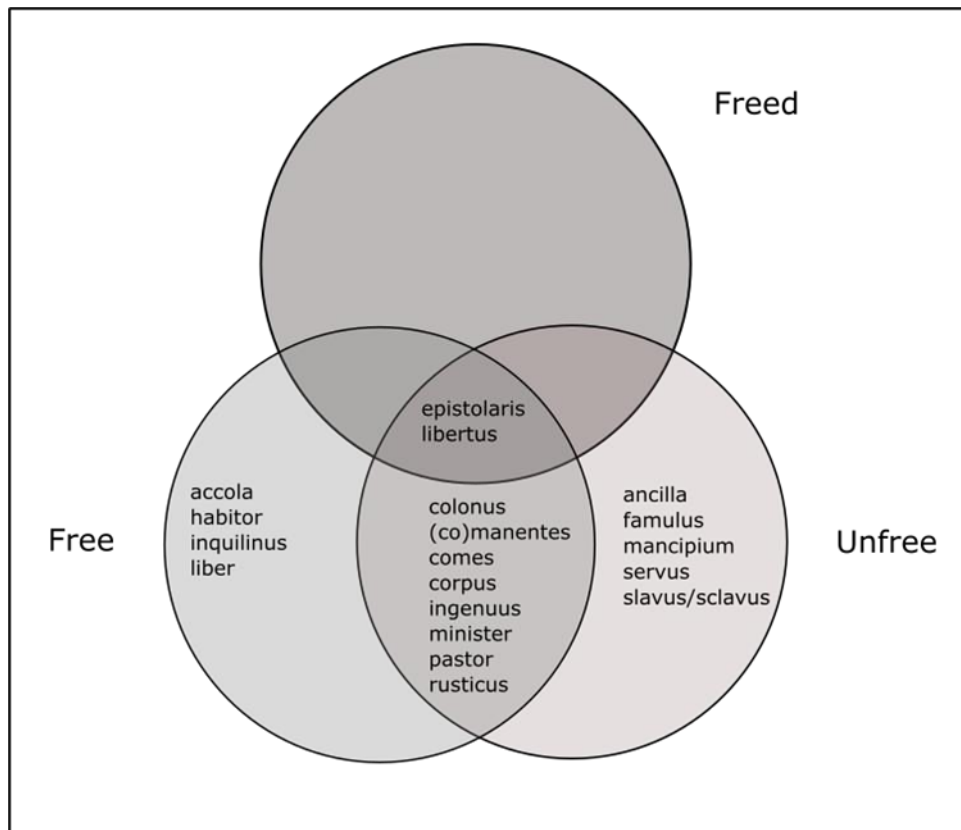 Freed
epistolaris
libertus
Free
accola
habitor
inquilinus
liber
colonus
(co)manentes
comes
corpus
ingenuus
minister
pastor
rusticus
ancilla
famulus
mancipium
servus
slavus/sclavus
Unfree